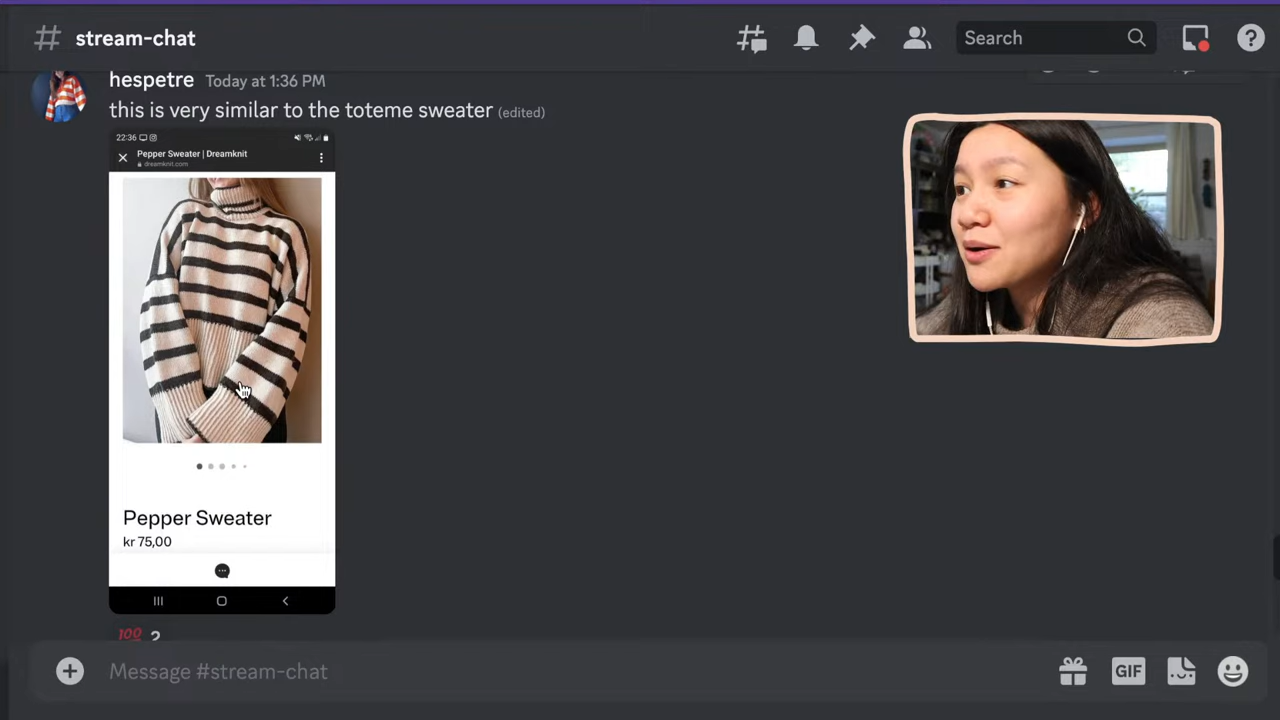 stream-chat
Search
hespetre Today at 1:36 PM
this is very similar to the toteme sweater (edited)
22:36
Pepper Sweater | Dreamknit
dreamknit.com
Pepper Sweater
kr 75,00
100 2
Message #stream-chat
GIF